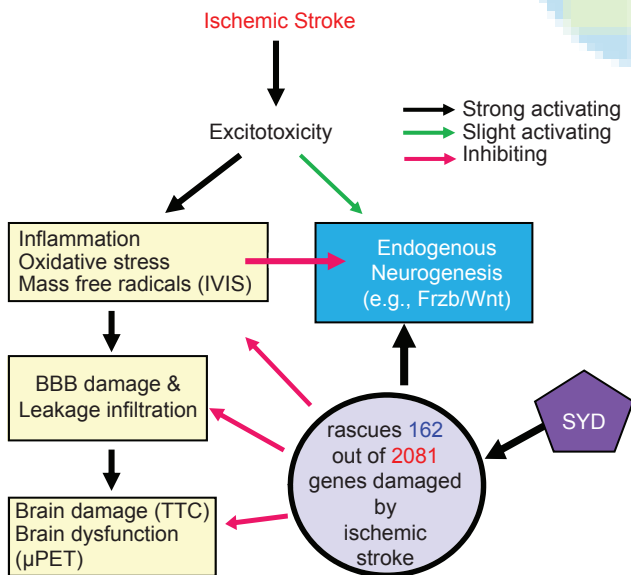 Ischemic Stroke
Excitotoxicity
Strong activating
Slight activating
Inhibiting
Inflammation
Oxidative stress
Mass free radicals (IVIS)
Endogenous
Neurogenesis
(e.g., Frzb/Wnt)
BBB damage &
Leakage infiltration
rascues 162
out of 2081
genes damaged
by
ischemic
stroke
SYD
Brain damage (TTC)
Brain dysfunction
(µPET)